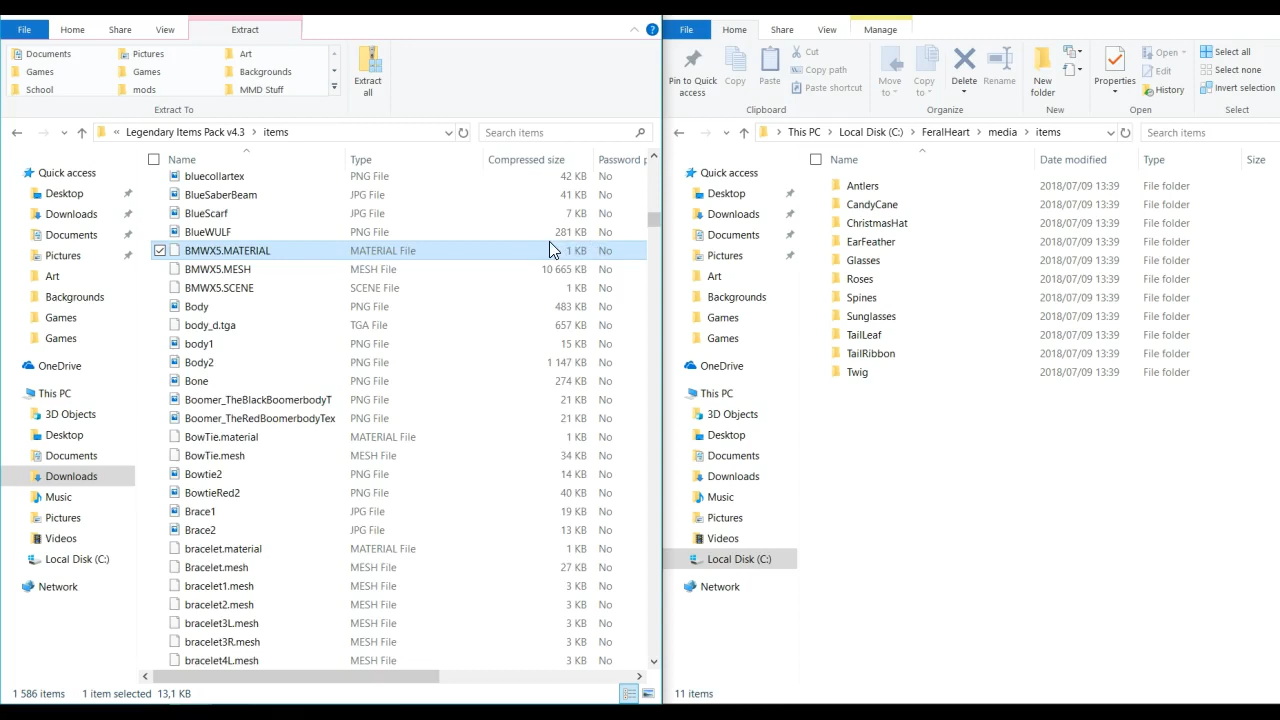 File Home Share View Extract
Documents Pictures Art
Games Games Backgrounds
School mods MMD Stuff
Extract all
Extract To
« Legendary Items Pack v4.3 > items
Search items
Quick access
Desktop
Downloads
Documents
Pictures
Art
Backgrounds
Games
Games
OneDrive
This PC
3D Objects
Desktop
Documents
Downloads
Music
Pictures
Videos
Local Disk (C:)
Network
Name Type Compressed size Password p
bluecollartex PNG File 42 KB No
BlueSaberBeam JPG File 41 KB No
BlueScarf JPG File 7 KB No
BlueWULF PNG File 281 KB No
BMWX5.MATERIAL MATERIAL File 1 KB No
BMWX5.MESH MESH File 10 665 KB No
BMWX5.SCENE SCENE File 1 KB No
Body PNG File 483 KB No
body_d.tga TGA File 657 KB No
body1 PNG File 15 KB No
Body2 PNG File 1 147 KB No
Bone PNG File 274 KB No
Boomer_TheBlackBoomerbodyT PNG File 21 KB No
Boomer_TheRedBoomerbodyTex PNG File 21 KB No
BowTie.material MATERIAL File 1 KB No
BowTie.mesh MESH File 34 KB No
Bowtie2 PNG File 14 KB No
BowtieRed2 PNG File 40 KB No
Brace1 JPG File 19 KB No
Brace2 JPG File 13 KB No
bracelet.material MATERIAL File 1 KB No
Bracelet.mesh MESH File 27 KB No
bracelet1.mesh MESH File 3 KB No
bracelet2.mesh MESH File 3 KB No
bracelet3L.mesh MESH File 3 KB No
bracelet3R.mesh MESH File 3 KB No
bracelet4L.mesh MESH File 3 KB No
1 586 items 1 item selected 13,1 KB
File Home Share View Manage
Pin to Quick access
Copy
Paste
Cut
Copy path
Paste shortcut
Clipboard
Move to
Copy to
Delete
Rename
Organize
New folder
New
Properties
Open
Edit
History
Open
Select all
Select none
Invert selection
Select
This PC > Local Disk (C:) > FeralHeart > media > items
Search items
Quick access
Desktop
Downloads
Documents
Pictures
Art
Backgrounds
Games
Games
OneDrive
This PC
3D Objects
Desktop
Documents
Downloads
Music
Pictures
Videos
Local Disk (C:)
Network
Name Date modified Type Size
Antlers 2018/07/09 13:39 File folder
CandyCane 2018/07/09 13:39 File folder
ChristmasHat 2018/07/09 13:39 File folder
EarFeather 2018/07/09 13:39 File folder
Glasses 2018/07/09 13:39 File folder
Roses 2018/07/09 13:39 File folder
Spines 2018/07/09 13:39 File folder
Sunglasses 2018/07/09 13:39 File folder
TailLeaf 2018/07/09 13:39 File folder
TailRibbon 2018/07/09 13:39 File folder
Twig 2018/07/09 13:39 File folder
11 items